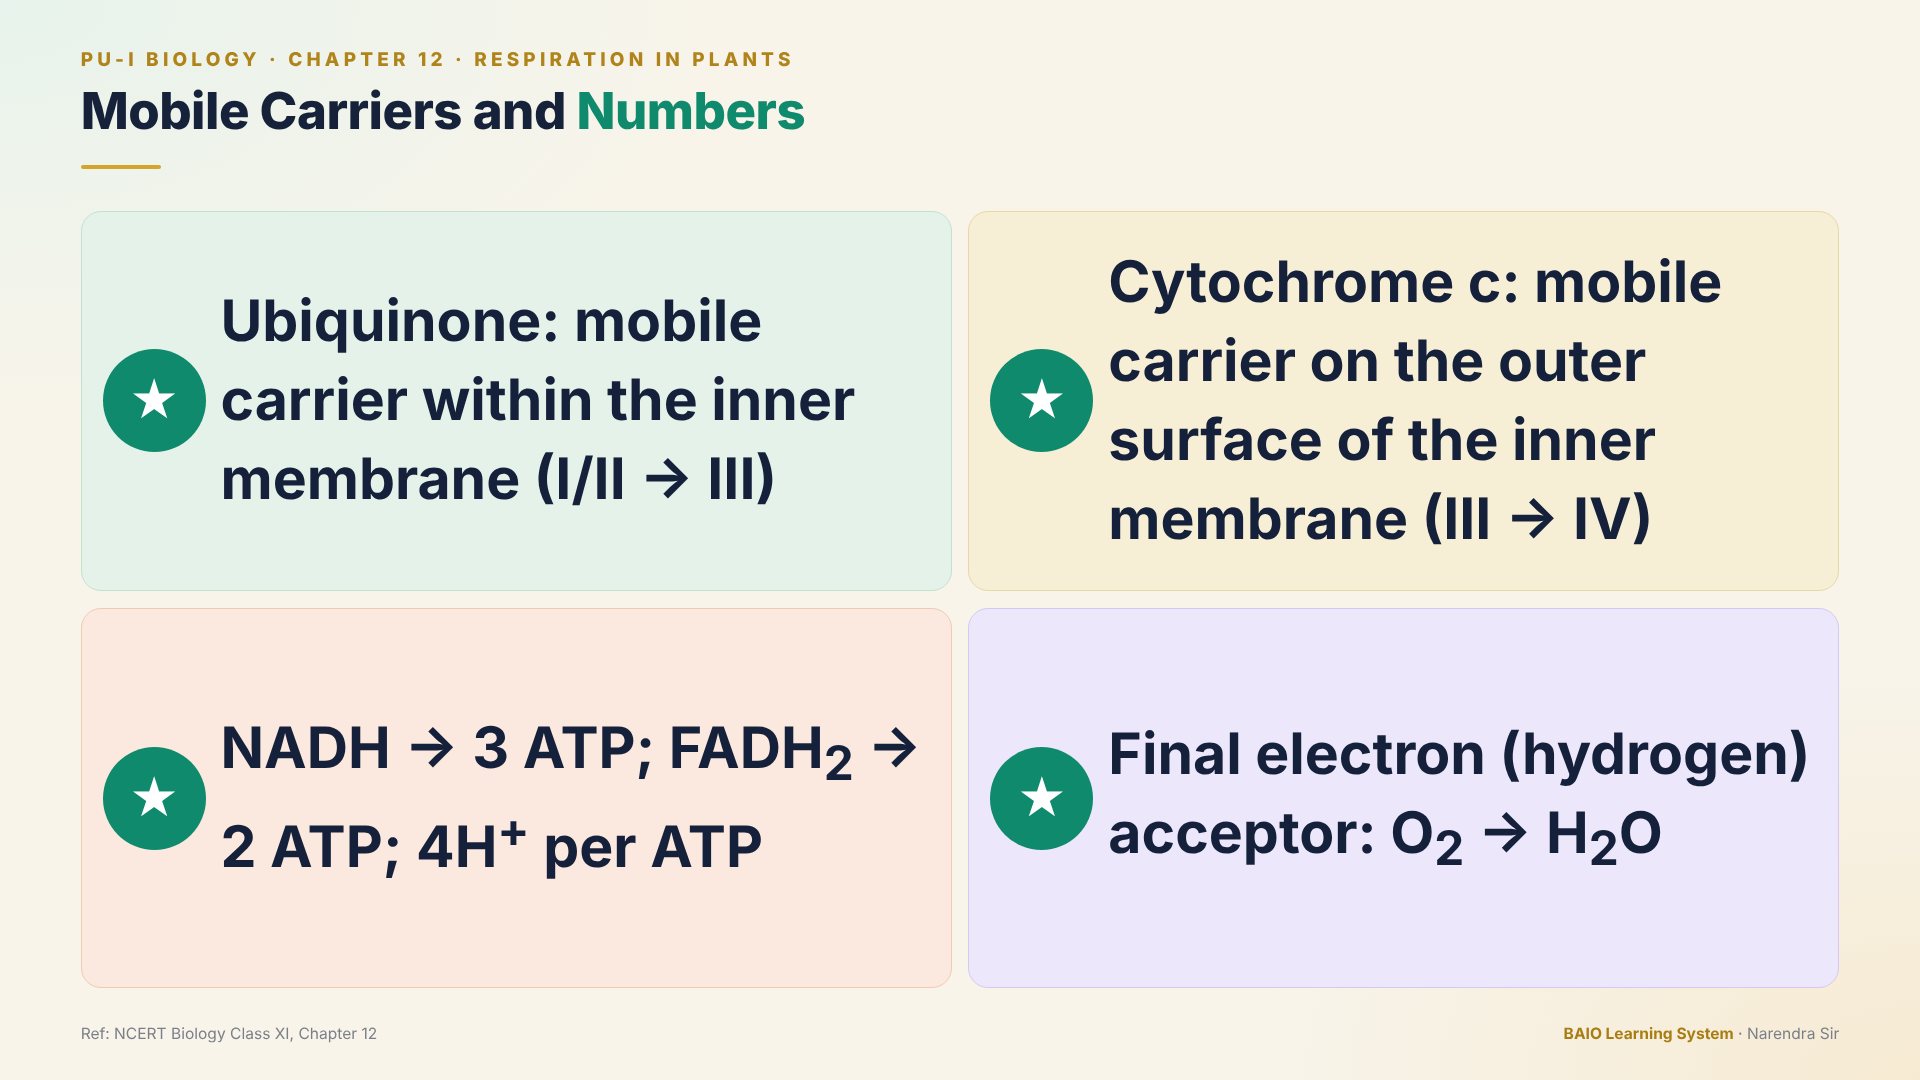 PU-I BIOLOGY · CHAPTER 12 · RESPIRATION IN PLANTS
Mobile Carriers and Numbers
★ Ubiquinone: mobile
carrier within the inner
membrane (I/II → III)
★ Cytochrome c: mobile
carrier on the outer
surface of the inner
membrane (III → IV)
★ NADH → 3 ATP; FADH₂ →
2 ATP; 4H⁺ per ATP
★ Final electron (hydrogen)
acceptor: O₂ → H₂O
Ref: NCERT Biology Class XI, Chapter 12
BAIO Learning System · Narendra Sir